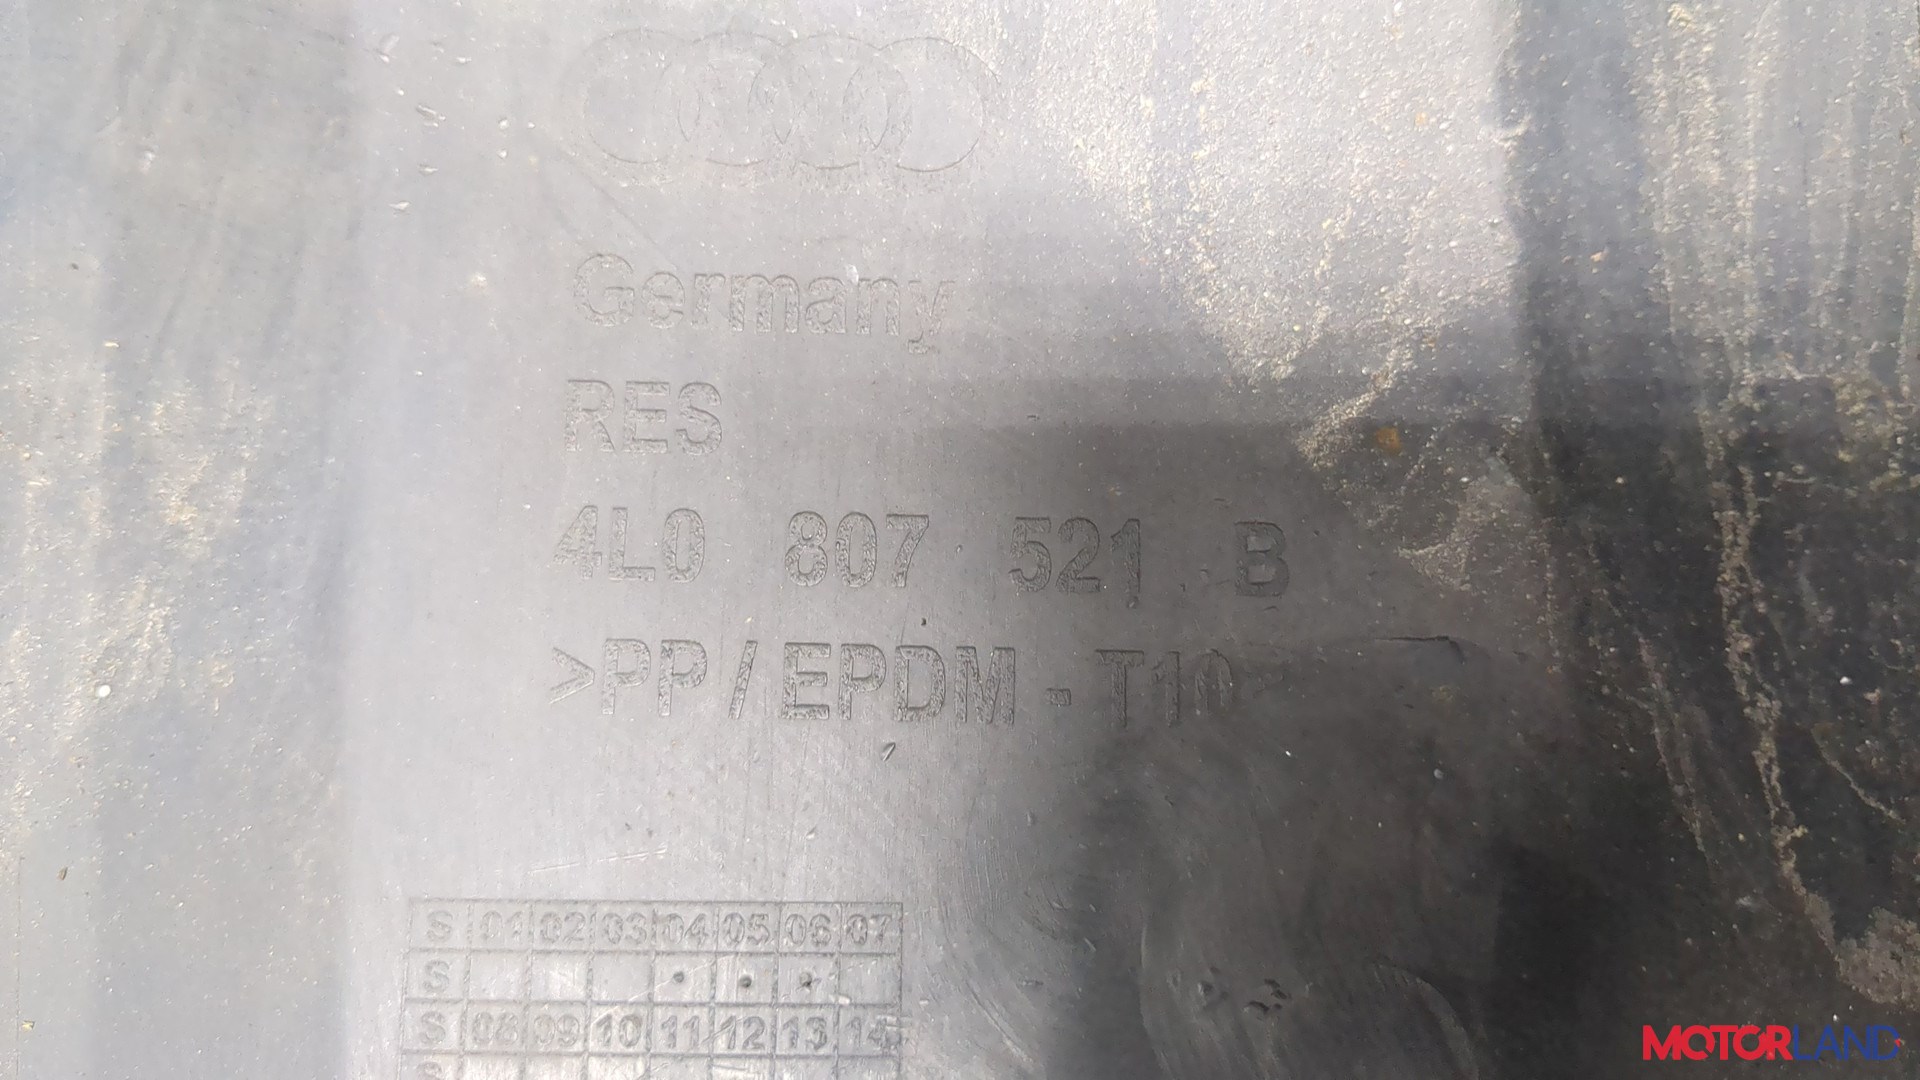 Germany
RES
4L0 807 521 B
>PP/EPDM-T10
S 01 02 03 04 05 06 07
S
S 08 09 10 11 12 13 14
S
MOTORLAND